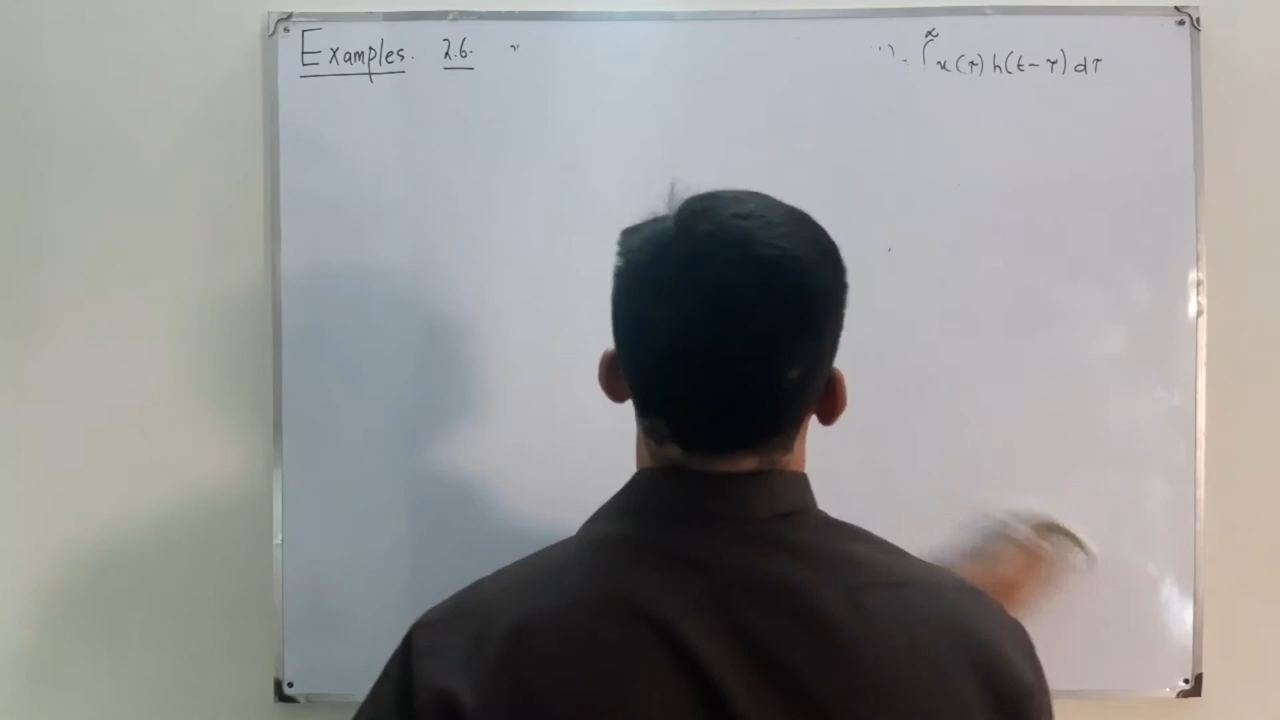 Examples. 2.6.
∫^∞ x(τ) h(t-τ) dτ